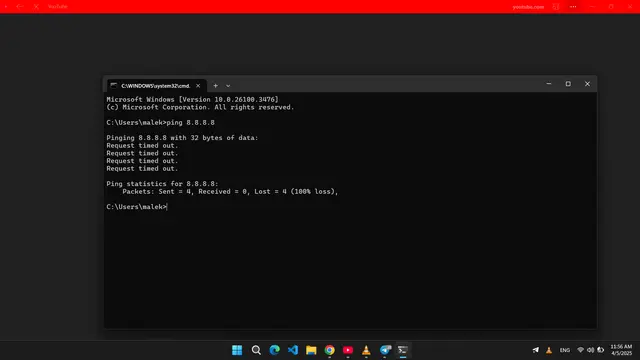 YouTube
youtube.com
C:\WINDOWS\system32\cmd.
Microsoft Windows [Version 10.0.26100.3476]
(c) Microsoft Corporation. All rights reserved.
C:\Users\malek>ping 8.8.8.8
Pinging 8.8.8.8 with 32 bytes of data:
Request timed out.
Request timed out.
Request timed out.
Request timed out.
Ping statistics for 8.8.8.8:
Packets: Sent = 4, Received = 0, Lost = 4 (100% loss),
C:\Users\malek>
ENG
11:56 AM
4/5/2025